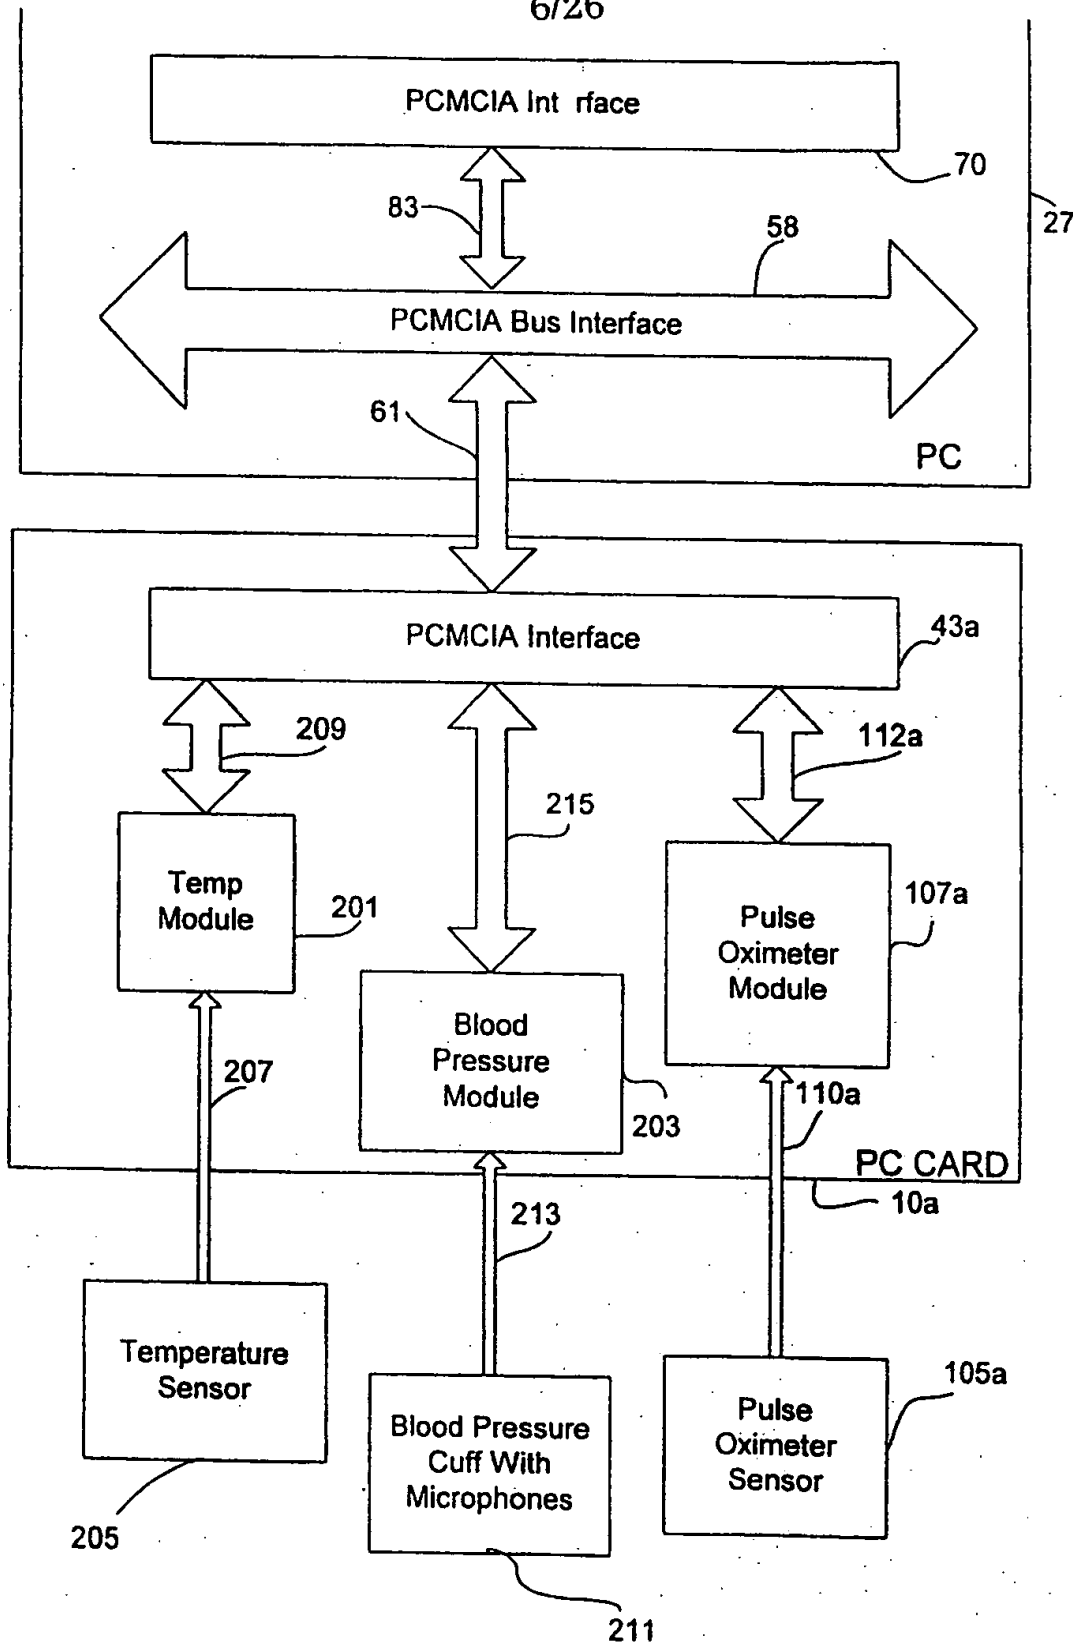 6/26
PCMCIA Int rface
70
83
27
58
PCMCIA Bus Interface
61
PC
PCMCIA Interface
43a
209
112a
215
Temp
Module
201
107a
Pulse
Oximeter
Module
Blood
Pressure
Module
207
110a
203
PC CARD
10a
213
Temperature
Sensor
105a
Blood Pressure
Cuff With
Microphones
Pulse
Oximeter
Sensor
205
211